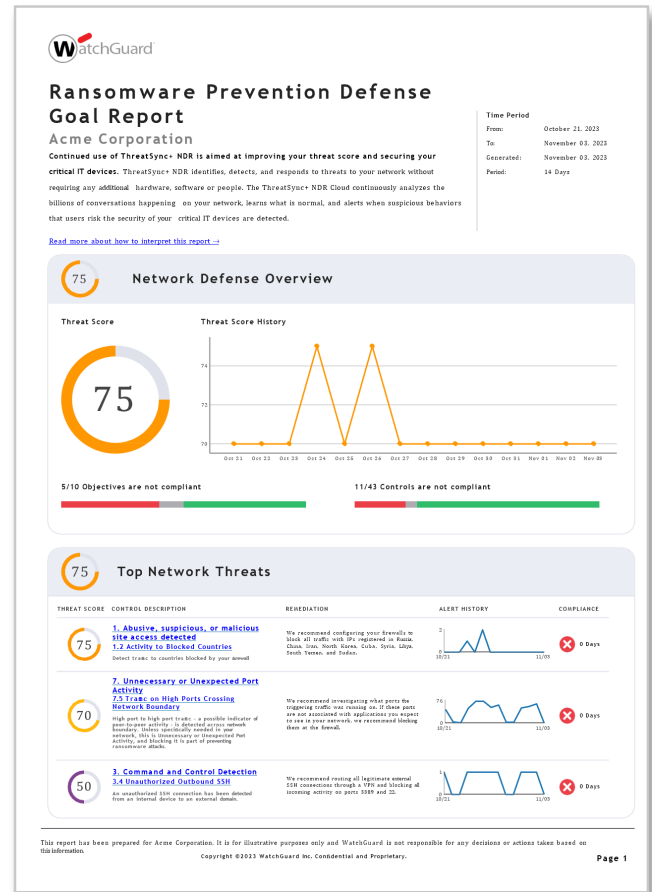 WatchGuard
Ransomware Prevention Defense
Goal Report
Acme Corporation
Continued use of ThreatSync+ NDR is aimed at improving your threat score and securing your
critical IT devices. ThreatSync+ NDR identifies, detects, and responds to threats to your network without
requiring any additional hardware, software or people. The ThreatSync+ NDR Cloud continuously analyzes the
billions of conversations happening on your network, learns what is normal, and alerts when suspicious behaviors
that users risk the security of your critical IT devices are detected.
Read more about how to interpret this report →
Time Period
From: October 21, 2023
To: November 03, 2023
Generated: November 03, 2023
Period: 14 Days
75 Network Defense Overview
Threat Score
75
Threat Score History
74
72
70
Oct 21 Oct 22 Oct 23 Oct 24 Oct 25 Oct 26 Oct 27 Oct 28 Oct 29 Oct 30 Oct 31 Nov 01 Nov 02 Nov 03
5/10 Objectives are not compliant
11/43 Controls are not compliant
75 Top Network Threats
THREAT SCORE CONTROL DESCRIPTION REMEDIATION ALERT HISTORY COMPLIANCE
75
1. Abusive, suspicious, or malicious
site access detected
1.2 Activity to Blocked Countries
Detect traffic to countries blocked by your firewall
We recommend configuring your firewalls to
block all traffic with IPs registered in Russia,
China, Iran, North Korea, Cuba, Syria, Libya,
South Yemen, and Sudan.
3
0
10/21 11/03
0 Days
70
7. Unnecessary or Unexpected Port
Activity
7.5 Traffic on High Ports Crossing
Network Boundary
High port to high port traffic - a possible indicator of
peer-to-peer activity - is detected across network
boundary. Unless specifically needed in your
network, this is Unnecessary or Unexpected Port
Activity, and blocking it is part of preventing
ransomware attacks.
We recommend investigating what ports the
triggering traffic was running on. If these ports
are not associated with applications you expect
to see in your network, we recommend blocking
them at the firewall.
76
0
10/21 11/03
0 Days
50
3. Command and Control Detection
3.4 Unauthorized Outbound SSH
An unauthorized SSH connection has been detected
from an internal device to an external domain.
We recommend routing all legitimate external
SSH connections through a VPN and blocking all
incoming activity on ports 3389 and 22.
1
0
10/21 11/03
0 Days
This report has been prepared for Acme Corporation. It is for illustrative purposes only and WatchGuard is not responsible for any decisions or actions taken based on
this information.
Copyright ©2023 WatchGuard Inc. Confidential and Proprietary.
Page 1